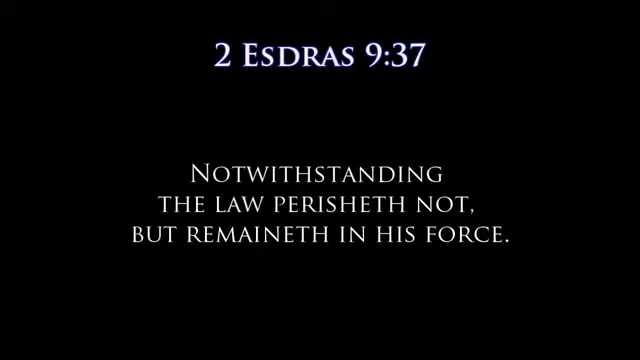 2 Esdras 9:37
Notwithstanding
the law perisheth not,
but remaineth in his force.